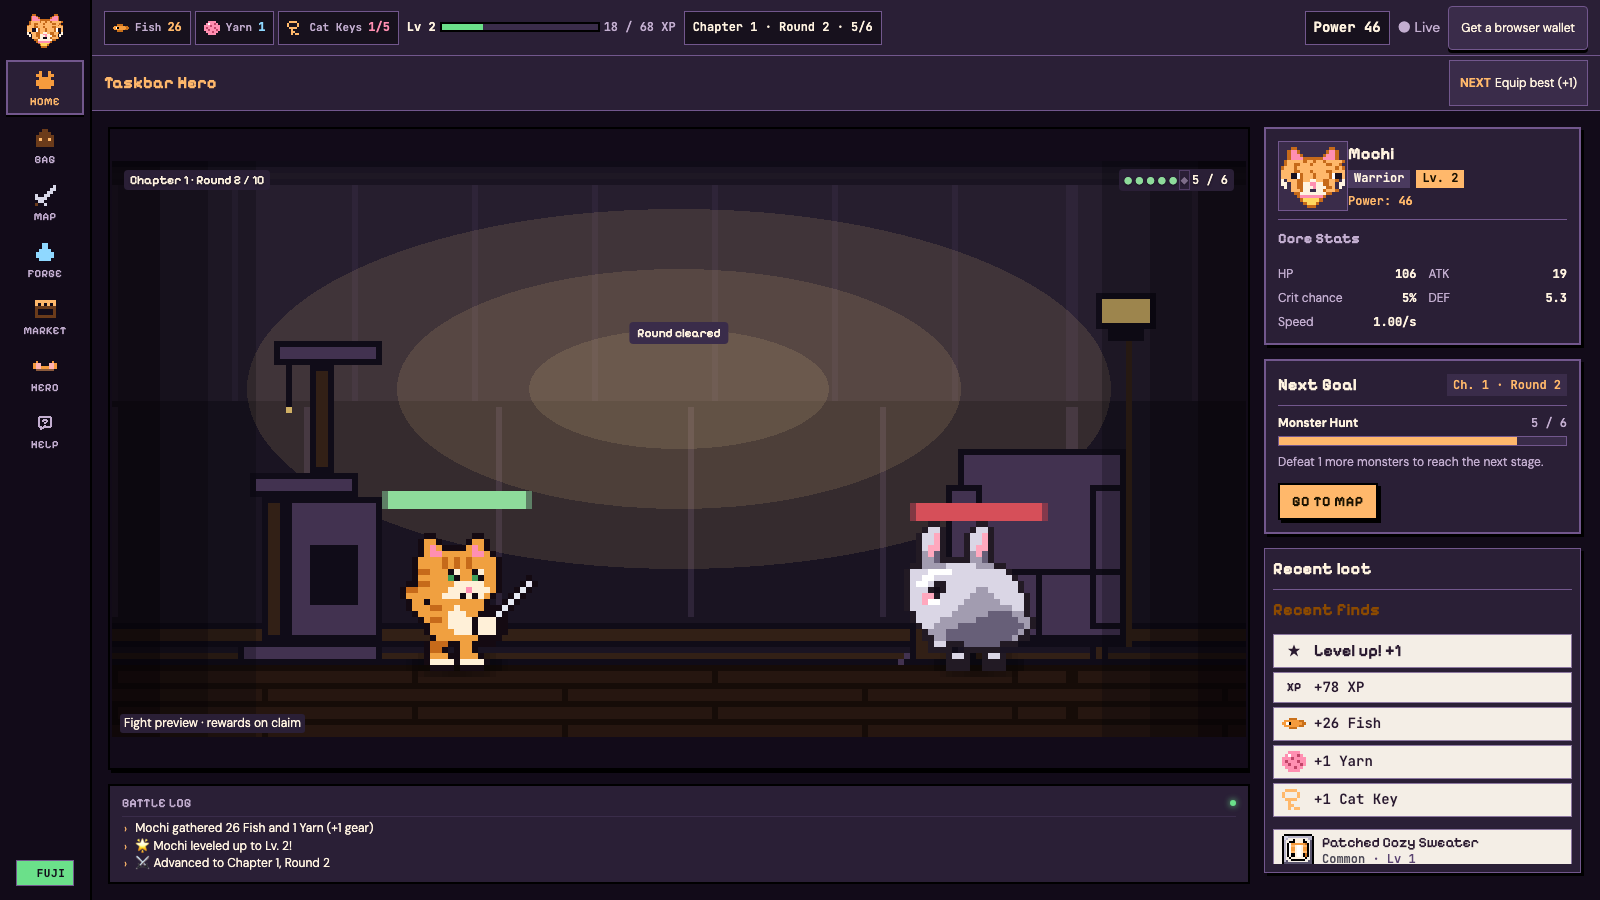 Fish 26
Yarn 1
Cat Keys 1/5
Lv 2
18 / 68 XP
Chapter 1 · Round 2 · 5/6
Power 46
Live
Get a browser wallet
Taskbar Hero
NEXT Equip best (+1)
HOME
BAG
MAP
FORGE
MARKET
HERO
HELP
FUJI
Chapter 1 · Round 2 / 10
5 / 6
Round cleared
Fight preview · rewards on claim
BATTLE LOG
› Mochi gathered 26 Fish and 1 Yarn (+1 gear)
› 🌟 Mochi leveled up to Lv. 2!
› ⚔️ Advanced to Chapter 1, Round 2
Mochi
Warrior
Lv. 2
Power: 46
Core Stats
HP 106 ATK 19
Crit chance 5% DEF 5.3
Speed 1.00/s
Next Goal
Ch. 1 · Round 2
Monster Hunt 5 / 6
Defeat 1 more monsters to reach the next stage.
GO TO MAP
Recent loot
Recent finds
★ Level up! +1
XP +78 XP
+26 Fish
+1 Yarn
+1 Cat Key
Patched Cozy Sweater
Common · Lv 1